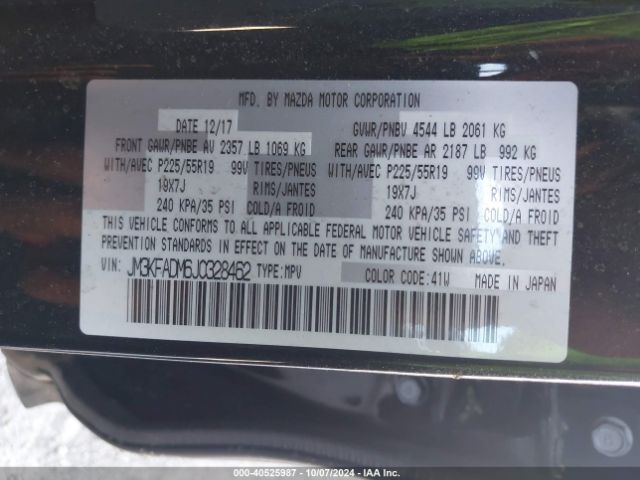 MFD. BY MAZDA MOTOR CORPORATION
DATE 12/17 GVWR/PNBV 4544 LB 2061 KG
FRONT GAWR/PNBE AV 2357 LB 1069 KG REAR GAWR/PNBE AR 2187 LB 992 KG
WITH/AVEC P225/55R19 99V TIRES/PNEUS WITH/AVEC P225/55R19 99V TIRES/PNEUS
19X7J RIMS/JANTES 19X7J RIMS/JANTES
240 KPA/35 PSI COLD/A FROID 240 KPA/35 PSI COLD/A FROID
THIS VEHICLE CONFORMS TO ALL APPLICABLE FEDERAL MOTOR VEHICLE SAFETY AND THEFT
PREVENTION STANDARDS IN EFFECT ON THE DATE OF MANUFACTURE SHOWN ABOVE.
VIN: JM3KFADM6J0328462 TYPE:MPV COLOR CODE:41W MADE IN JAPAN
000-40525987 - 10/07/2024 - IAA Inc.